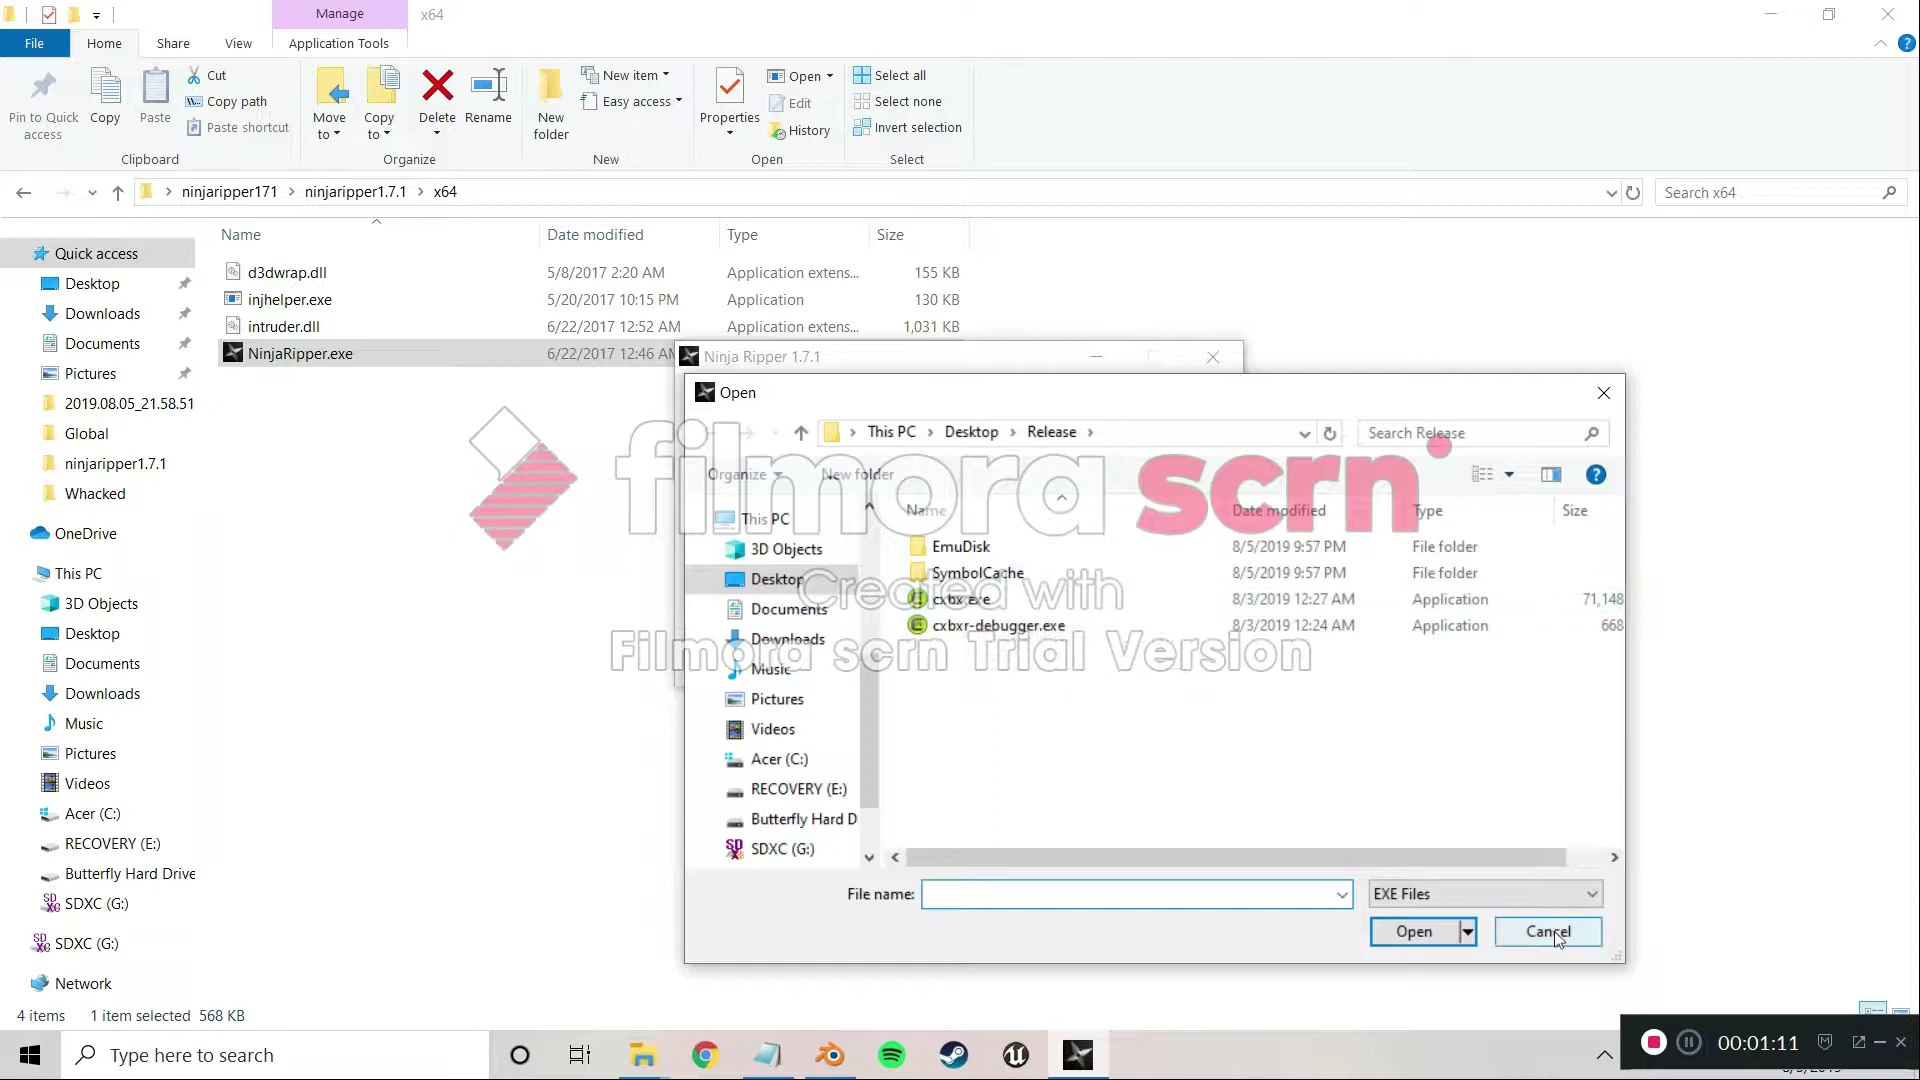 Manage
x64
File
Home
Share
View
Application Tools
Pin to Quick access
Copy
Paste
Cut
Copy path
Paste shortcut
Clipboard
Move to
Copy to
Delete
Rename
Organize
New folder
New item
Easy access
New
Properties
Open
Edit
History
Open
Select all
Select none
Invert selection
Select
ninjaripper171 > ninjaripper1.7.1 > x64
Search x64
Name Date modified Type Size
d3dwrap.dll 5/8/2017 2:20 AM Application extens... 155 KB
injhelper.exe 5/20/2017 10:15 PM Application 130 KB
intruder.dll 6/22/2017 12:52 AM Application extens... 1,031 KB
NinjaRipper.exe 6/22/2017 12:46 AM
Quick access
Desktop
Downloads
Documents
Pictures
2019.08.05_21.58.51
Global
ninjaripper1.7.1
Whacked
OneDrive
This PC
3D Objects
Desktop
Documents
Downloads
Music
Pictures
Videos
Acer (C:)
RECOVERY (E:)
Butterfly Hard Drive
SDXC (G:)
SDXC (G:)
Network
Ninja Ripper 1.7.1
Open
This PC > Desktop > Release >
Search Release
Organize
New folder
Name Date modified Type Size
EmuDisk 8/5/2019 9:57 PM File folder
SymbolCache 8/5/2019 9:57 PM File folder
cxbx.exe 8/3/2019 12:27 AM Application 71,148
cxbxr-debugger.exe 8/3/2019 12:24 AM Application 668
This PC
3D Objects
Desktop
Documents
Downloads
Music
Pictures
Videos
Acer (C:)
RECOVERY (E:)
Butterfly Hard D
SDXC (G:)
filmora scrn
Created with
Filmora scrn Trial Version
File name:
EXE Files
Open
Cancel
4 items 1 item selected 568 KB
Type here to search
00:01:11